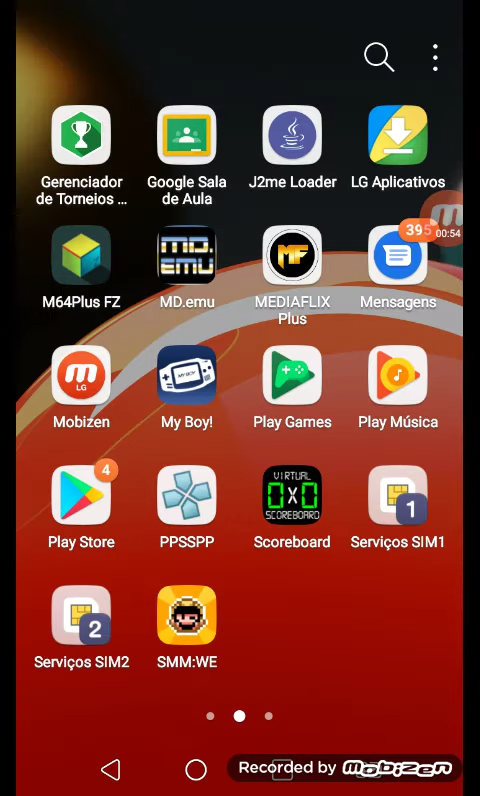 Gerenciador
de Torneios ...
Google Sala
de Aula
J2me Loader
LG Aplicativos
395
00:54
M64Plus FZ
MD.EMU
MD.emu
MF
MEDIAFLIX
Plus
Mensagens
LG
Mobizen
MY BOY!
My Boy!
Play Games
Play Música
4
Play Store
PPSSPP
VIRTUAL
0X0
SCOREBOARD
Scoreboard
1
Serviços SIM1
2
Serviços SIM2
SMM:WE
Recorded by Mobizen